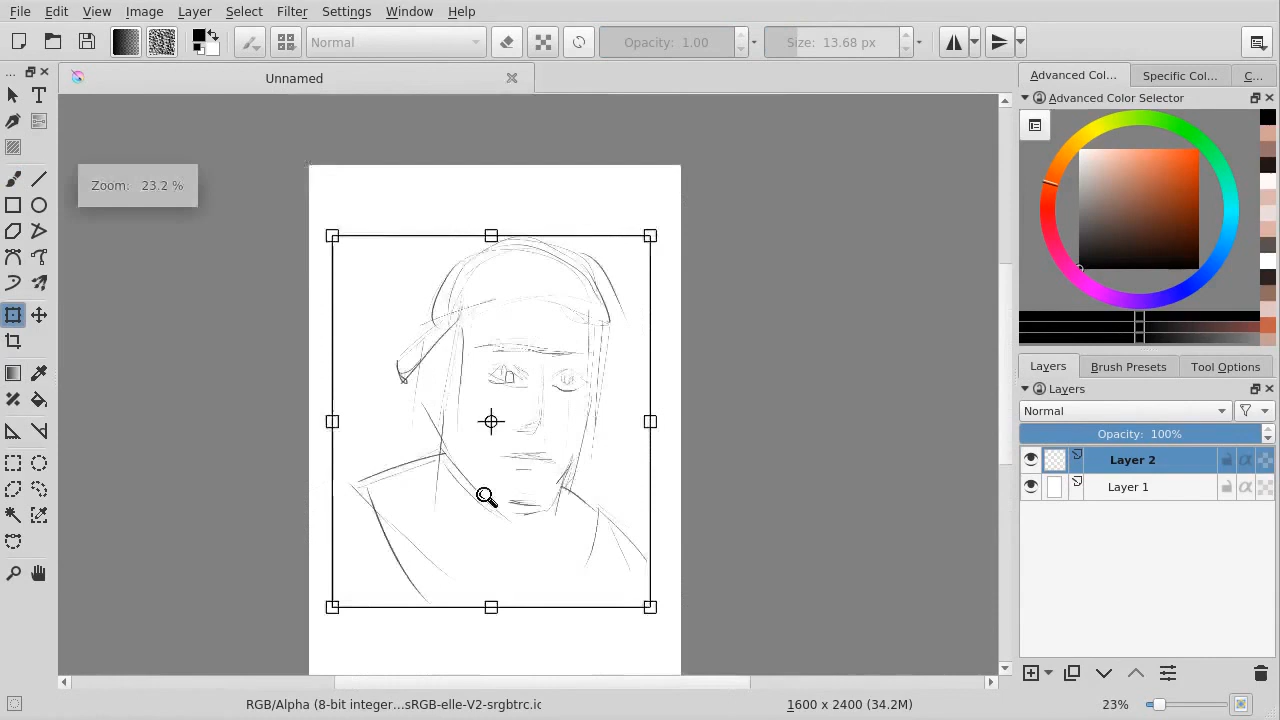 File Edit View Image Layer Select Filter Settings Window Help
Normal Opacity: 1.00 Size: 13.68 px
... Unnamed Advanced Col... Specific Col... C...
Advanced Color Selector
Zoom: 23.2 %
Layers Brush Presets Tool Options
Layers
Normal
Opacity: 100%
Layer 2
Layer 1
RGB/Alpha (8-bit integer...sRGB-elle-V2-srgbtrc.ic 1600 x 2400 (34.2M) 23%